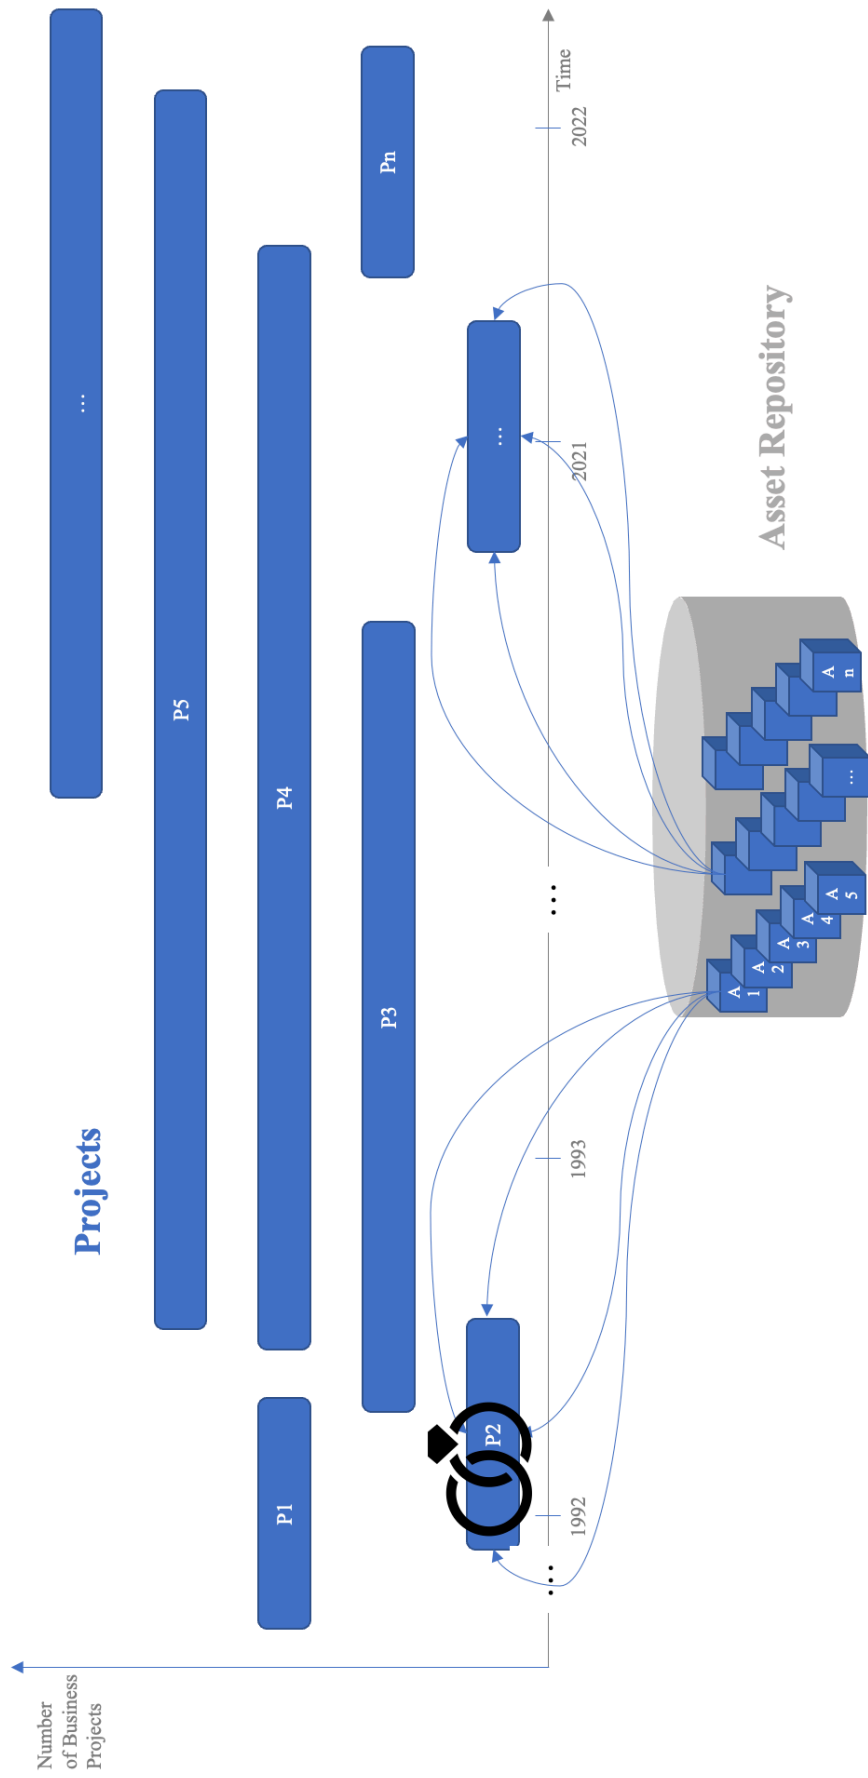 Number
of Business
Projects
Projects
…
P5
P1
P4
P3
Pn
P2
…
….
1992
1993
….
2021
2022
Time
Asset Repository
A
1
A
2
A
3
A
4
A
5
…
A
n